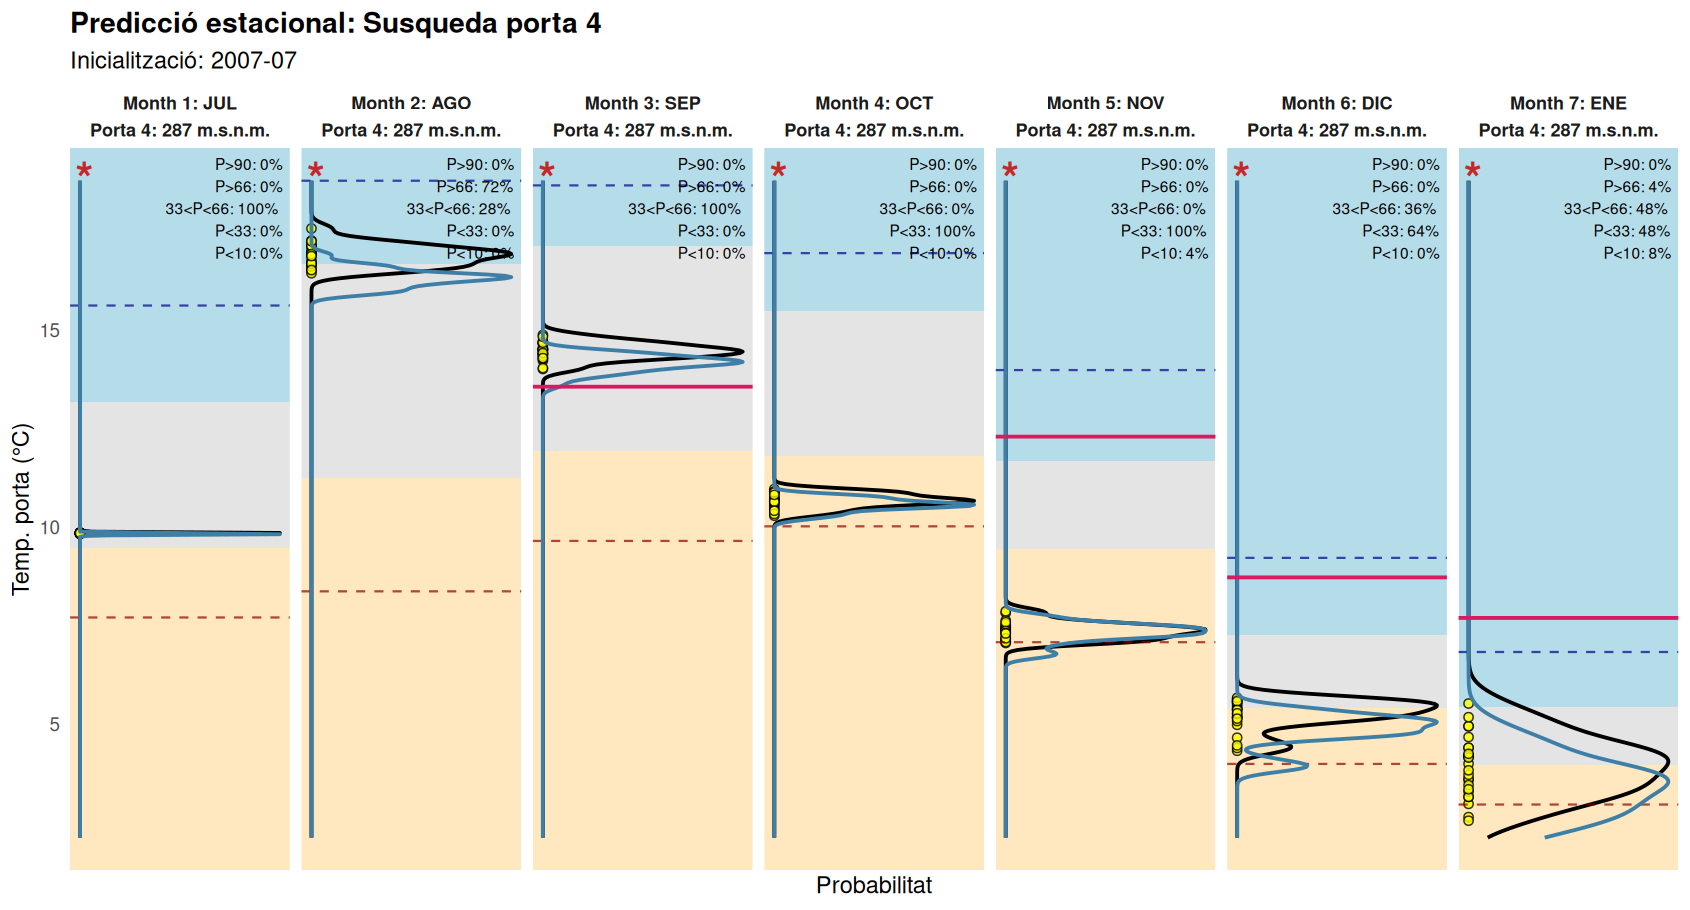 Predicció estacional: Susqueda porta 4
Inicialització: 2007-07
Month 1: JUL
Porta 4: 287 m.s.n.m.
Month 2: AGO
Porta 4: 287 m.s.n.m.
Month 3: SEP
Porta 4: 287 m.s.n.m.
Month 4: OCT
Porta 4: 287 m.s.n.m.
Month 5: NOV
Porta 4: 287 m.s.n.m.
Month 6: DIC
Porta 4: 287 m.s.n.m.
Month 7: ENE
Porta 4: 287 m.s.n.m.
*
P>90: 0%
P>66: 0%
33<P<66: 100%
P<33: 0%
P<10: 0%
*
P>90: 0%
P>66: 72%
33<P<66: 28%
P<33: 0%
P<10: 0%
*
P>90: 0%
P>66: 0%
33<P<66: 100%
P<33: 0%
P<10: 0%
*
P>90: 0%
P>66: 0%
33<P<66: 0%
P<33: 100%
P<10: 0%
*
P>90: 0%
P>66: 0%
33<P<66: 0%
P<33: 100%
P<10: 4%
*
P>90: 0%
P>66: 0%
33<P<66: 36%
P<33: 64%
P<10: 0%
*
P>90: 0%
P>66: 4%
33<P<66: 48%
P<33: 48%
P<10: 8%
15
10
5
Temp. porta (°C)
Probabilitat